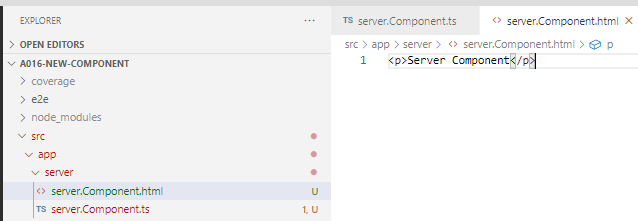 EXPLORER
...
OPEN EDITORS
A016-NEW-COMPONENT
coverage
e2e
node_modules
src
app
server
server.Component.html U
TS server.Component.ts 1, U
TS server.Component.ts
server.Component.html
src > app > server > server.Component.html > p
1 <p>Server Component</p>